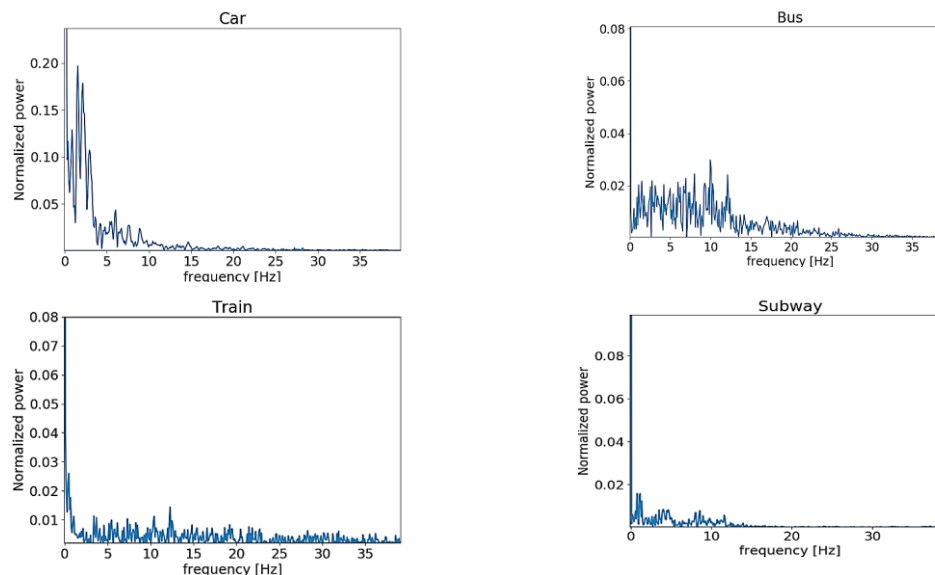 Car
Normalized power
0.20
0.15
0.10
0.05
0 5 10 15 20 25 30 35
frequency [Hz]
Bus
Normalized power
0.08
0.06
0.04
0.02
0 5 10 15 20 25 30 35
frequency [Hz]
Train
Normalized power
0.08
0.07
0.06
0.05
0.04
0.03
0.02
0.01
0 5 10 15 20 25 30 35
frequency [Hz]
Subway
Normalized power
0.08
0.06
0.04
0.02
0 10 20 30
frequency [Hz]